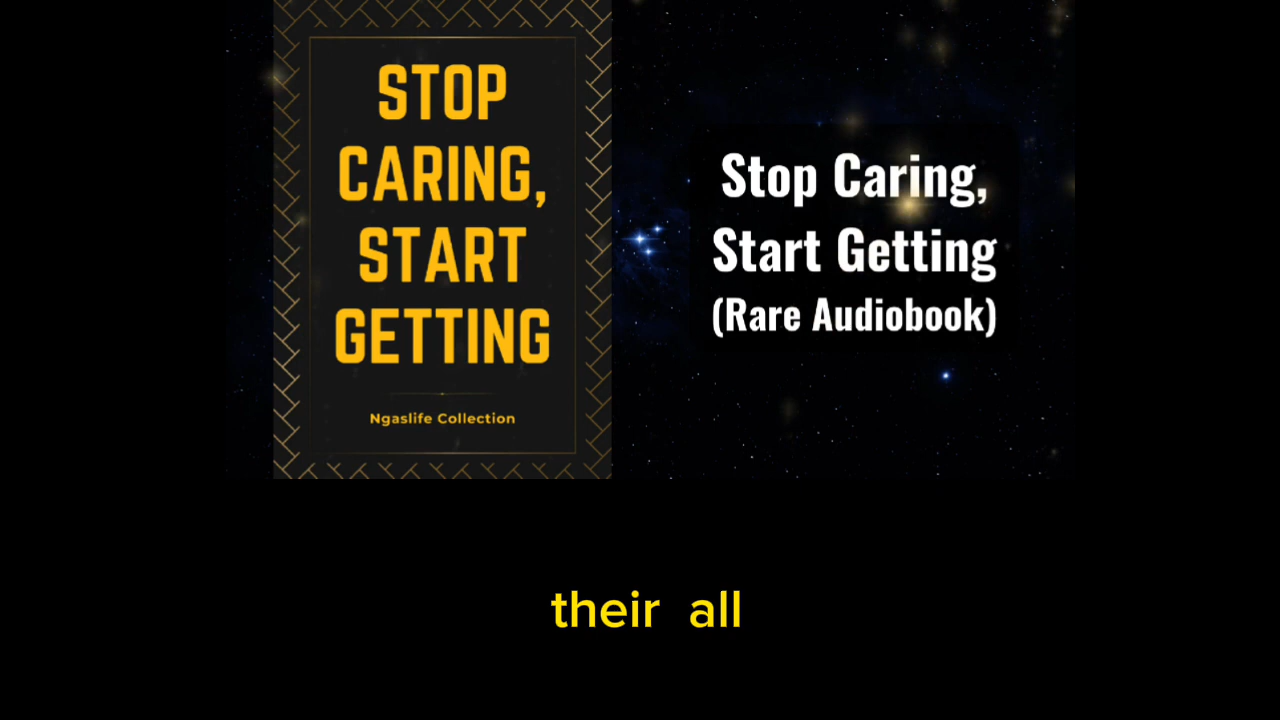 STOP
CARING,
START
GETTING
Ngaslife Collection
Stop Caring,
Start Getting
(Rare Audiobook)
their all